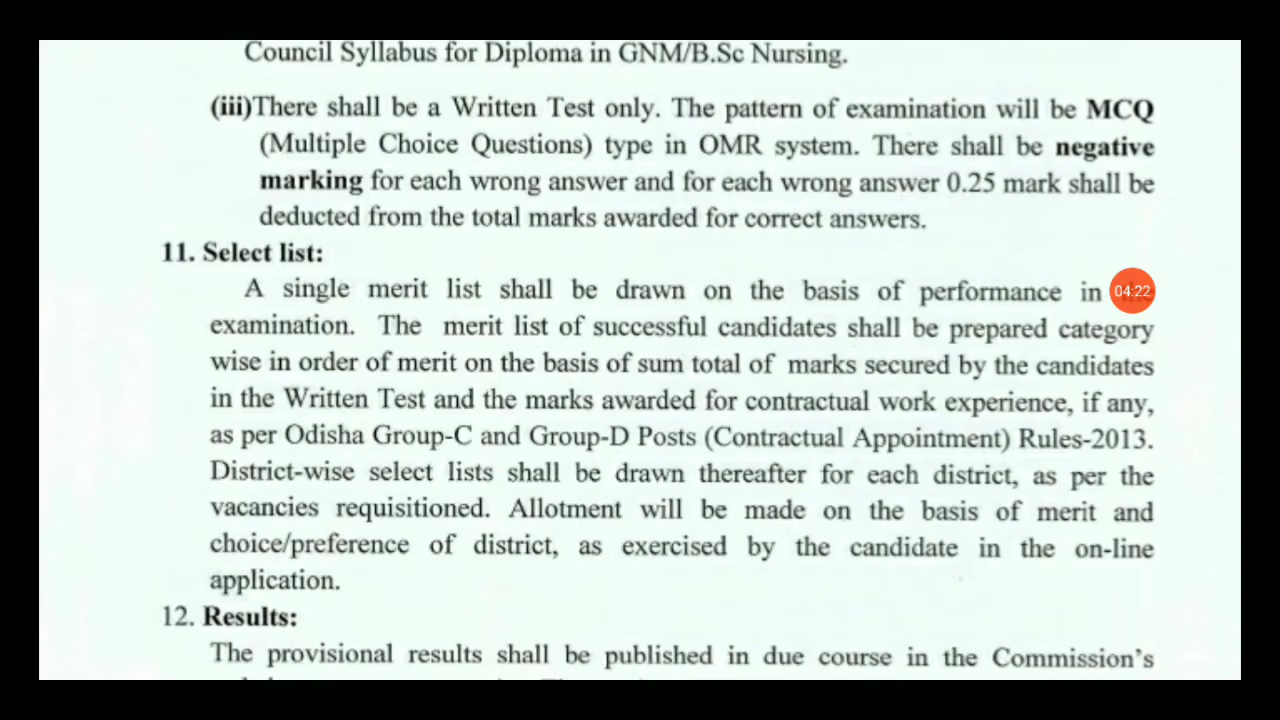 Council Syllabus for Diploma in GNM/B.Sc Nursing.
(iii)There shall be a Written Test only. The pattern of examination will be MCQ
(Multiple Choice Questions) type in OMR system. There shall be negative
marking for each wrong answer and for each wrong answer 0.25 mark shall be
deducted from the total marks awarded for correct answers.
11. Select list:
A single merit list shall be drawn on the basis of performance in
04:22
examination. The merit list of successful candidates shall be prepared category
wise in order of merit on the basis of sum total of marks secured by the candidates
in the Written Test and the marks awarded for contractual work experience, if any,
as per Odisha Group-C and Group-D Posts (Contractual Appointment) Rules-2013.
District-wise select lists shall be drawn thereafter for each district, as per the
vacancies requisitioned. Allotment will be made on the basis of merit and
choice/preference of district, as exercised by the candidate in the on-line
application.
12. Results:
The provisional results shall be published in due course in the Commission's